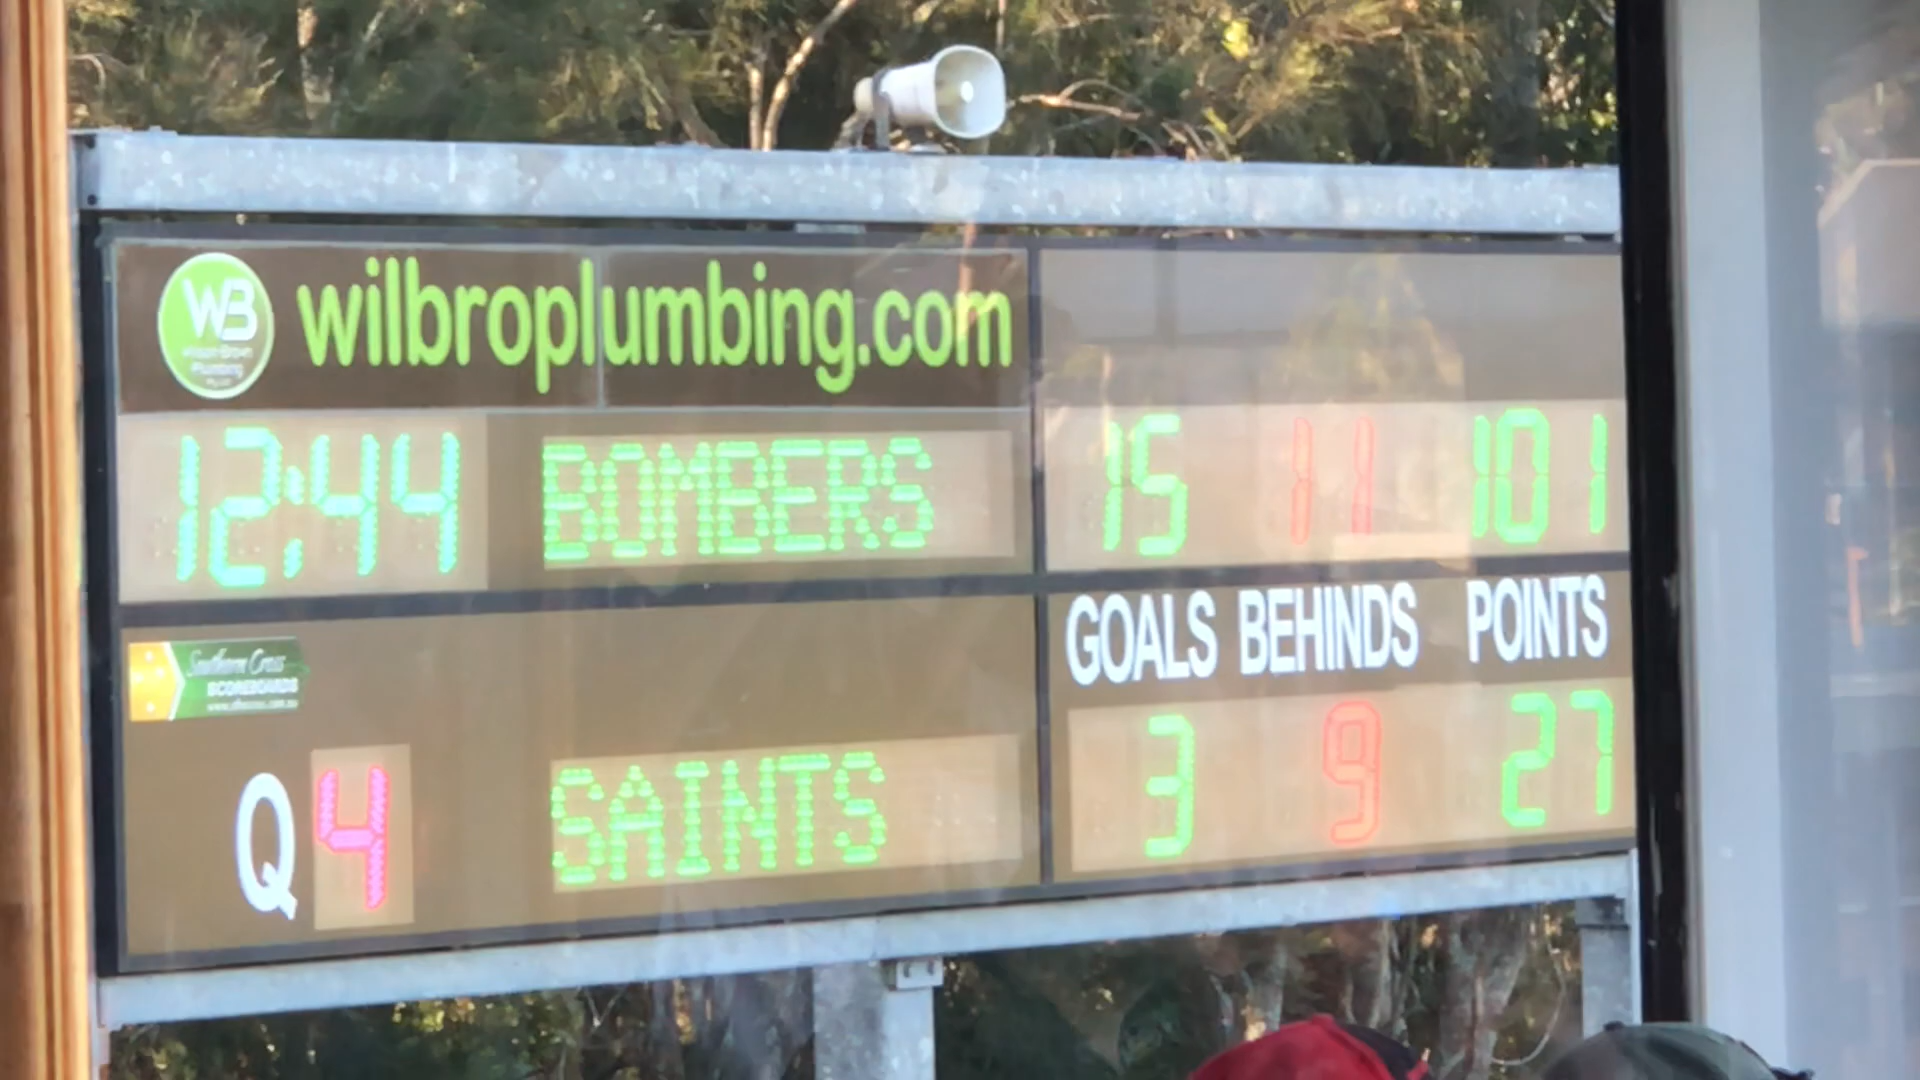 WB
wilbroplumbing.com
12:44 BOMBERS 15 11 101
GOALS BEHINDS POINTS
Southern Cross
SCOREBOARDS
Q4 SAINTS 3 9 27